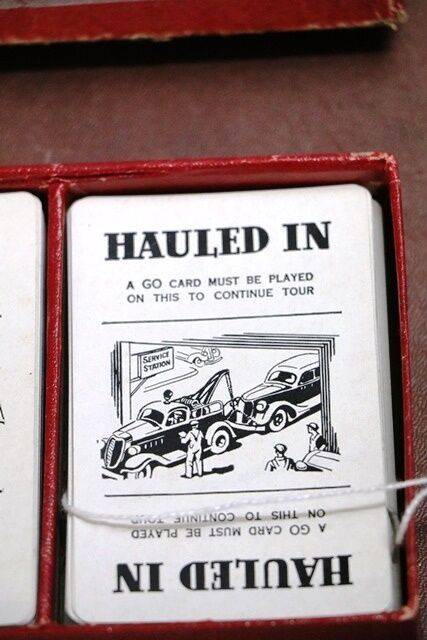 HAULED IN
A GO CARD MUST BE PLAYED
ON THIS TO CONTINUE TOUR
SERVICE
STATION
HAULED IN
A GO CARD MUST BE PLAYED
ON THIS TO CONTINUE TOUR